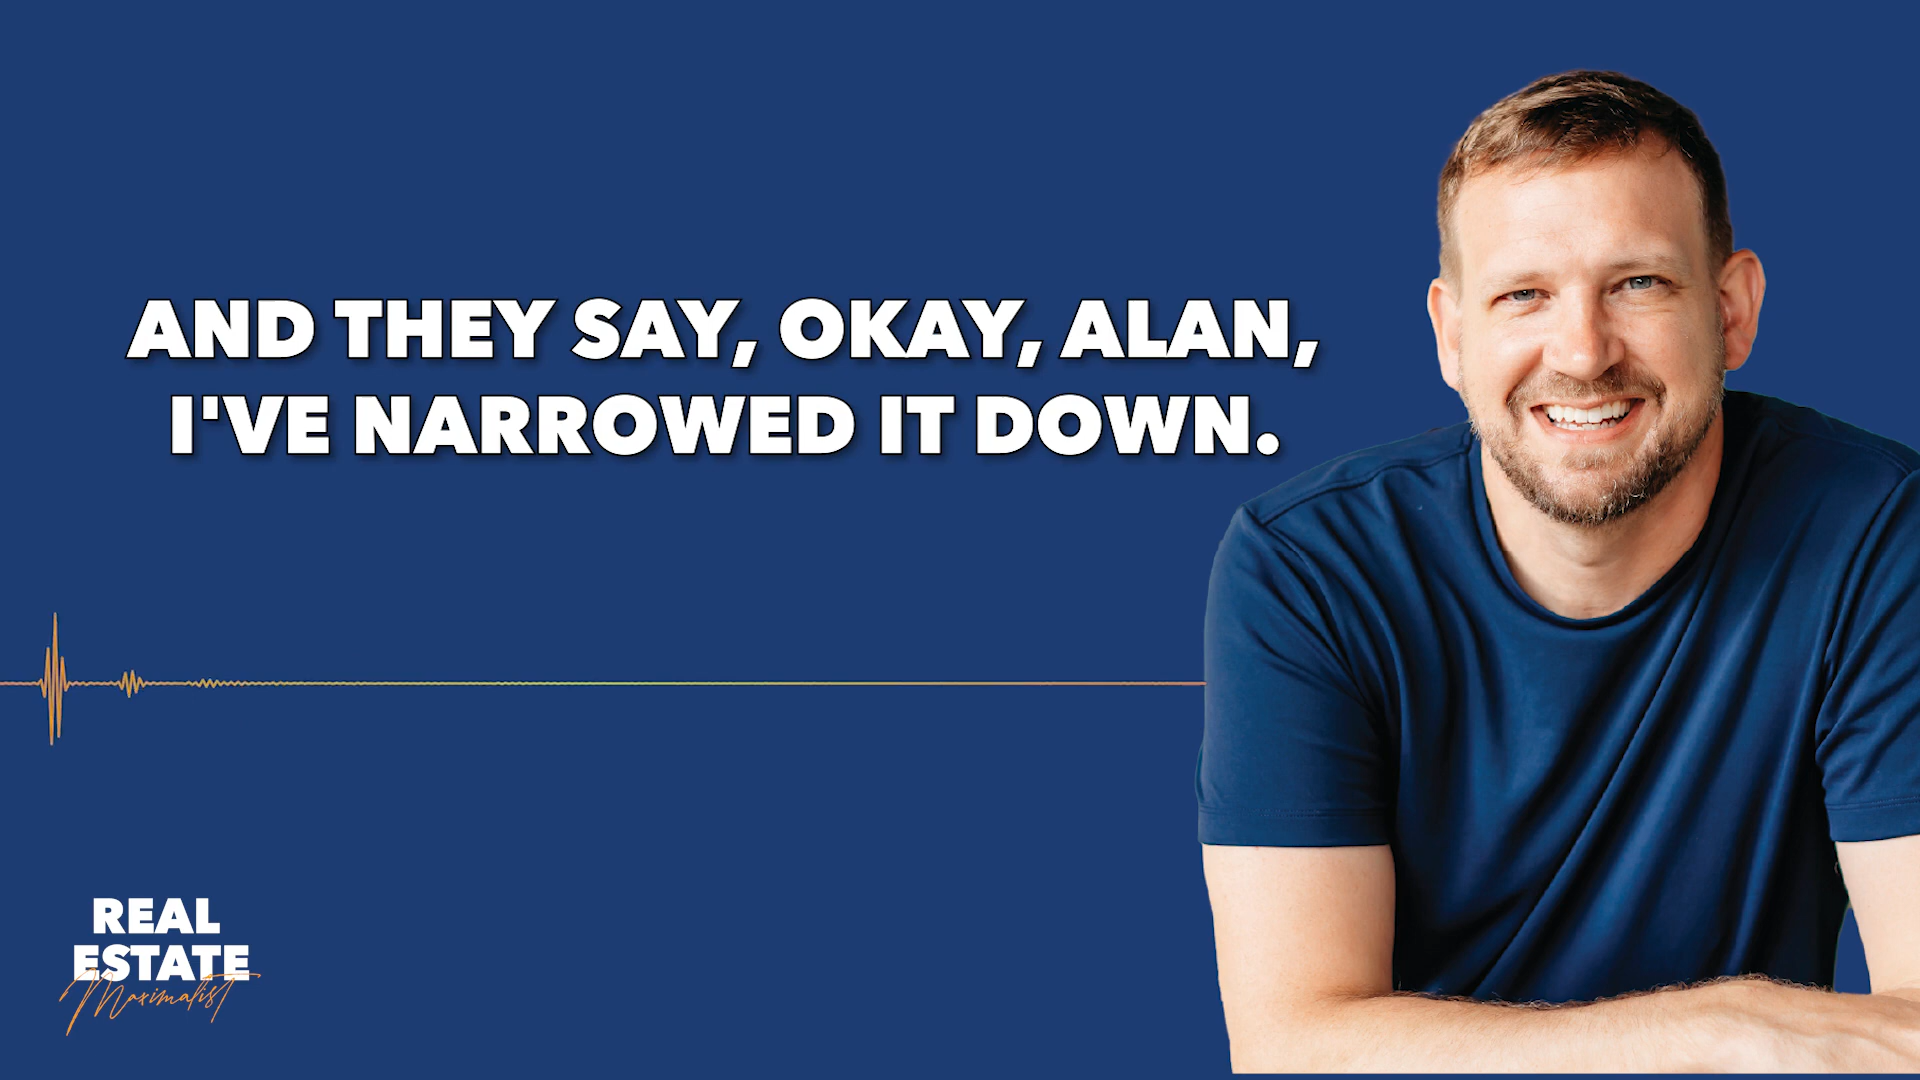 AND THEY SAY, OKAY, ALAN,
I'VE NARROWED IT DOWN.
REAL
ESTATE
Maximalist